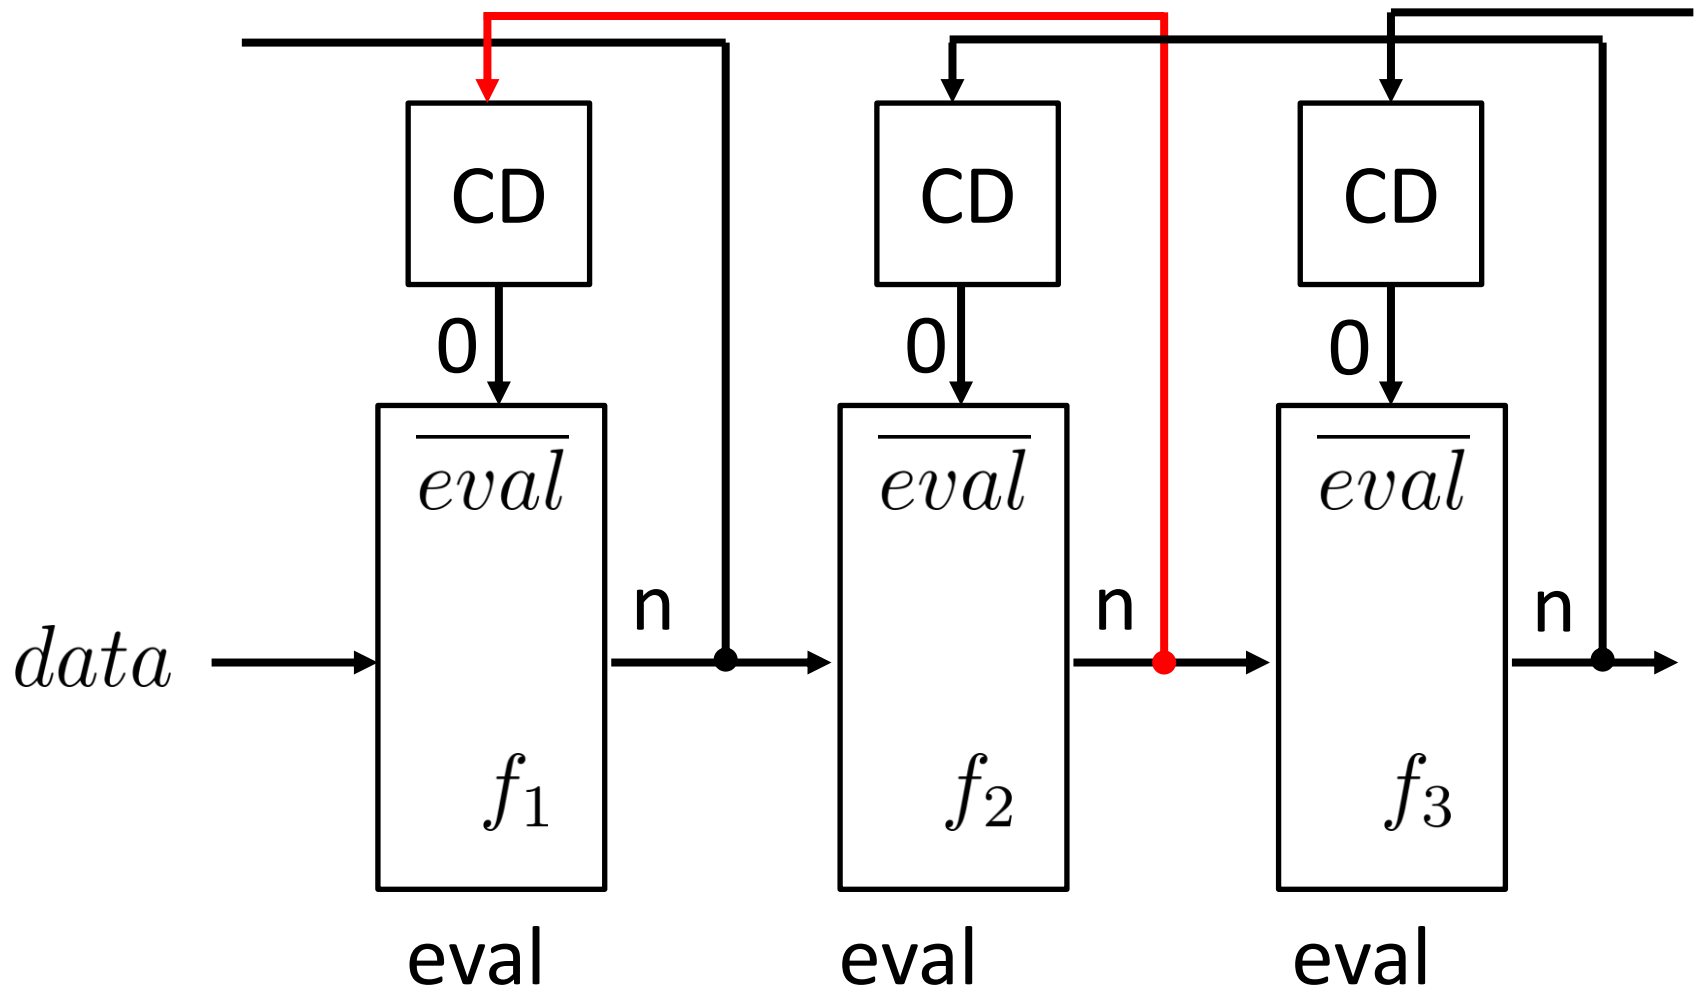 CD CD CD
0 0 0
eval eval eval
n n n
data
f1 f2 f3
eval eval eval